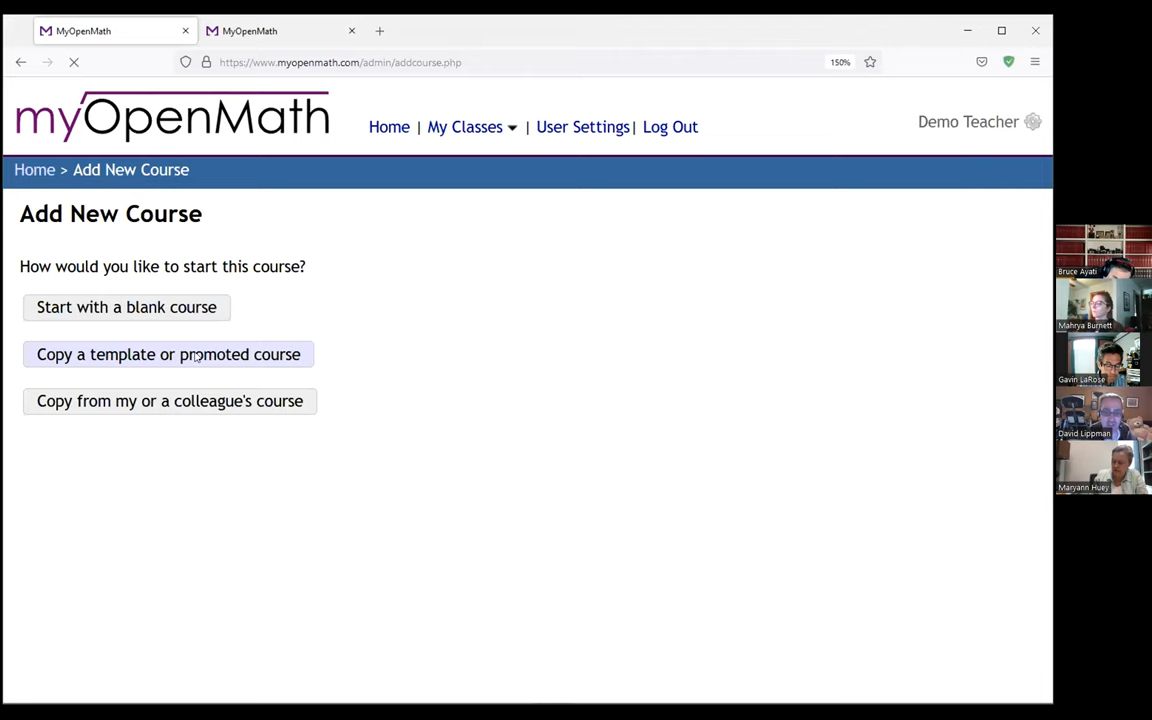 MyOpenMath
MyOpenMath
https://www.myopenmath.com/admin/addcourse.php
150%
myOpenMath
Home | My Classes | User Settings | Log Out
Demo Teacher
Home > Add New Course
Add New Course
How would you like to start this course?
Start with a blank course
Copy a template or promoted course
Copy from my or a colleague's course
Bruce Ayati
Mahrya Burnett
Gavin LaRose
David Lippman
Maryann Huey